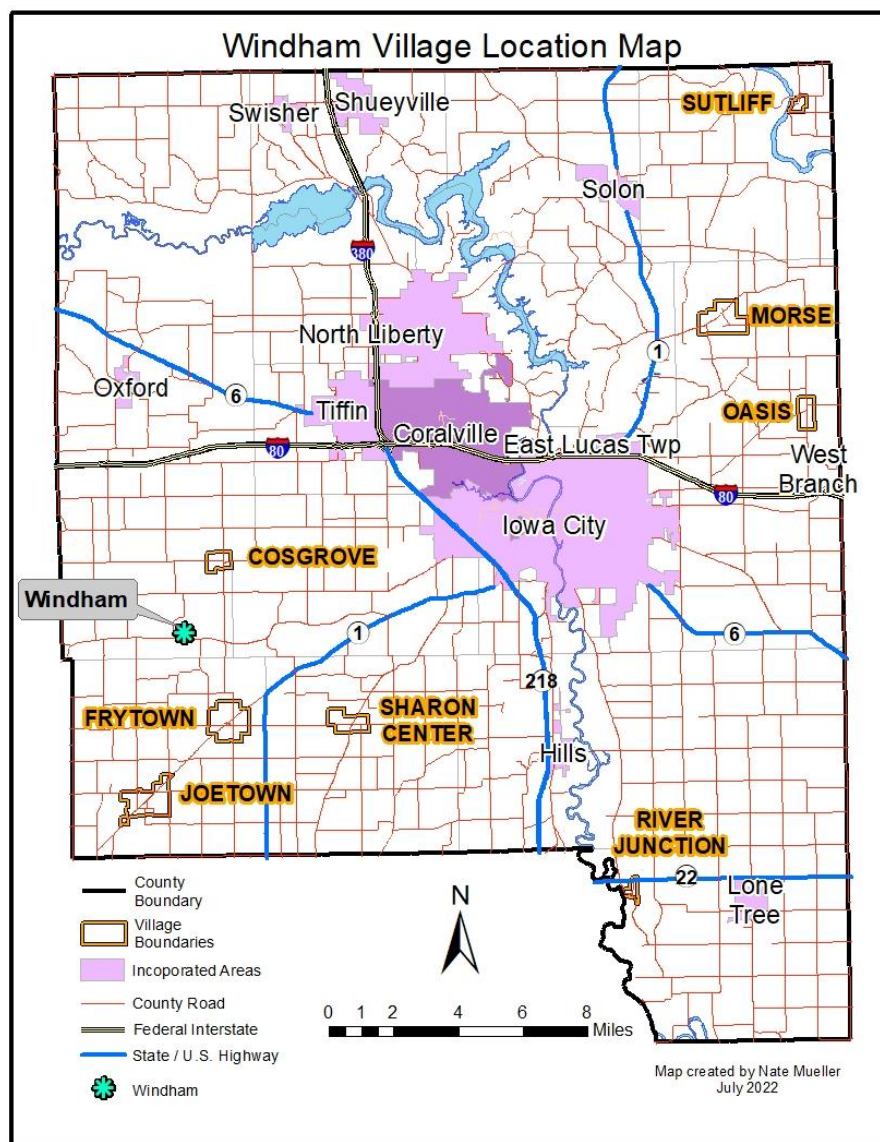 Windham Village Location Map
Shueyville
Swisher
SUTLIFF
Solon
380
MORSE
North Liberty
1
Oxford
6
Tiffin
OASIS
Coralville
East Lucas Twp
80
West
Branch
80
Iowa City
COSGROVE
Windham
1
6
218
FRYTOWN
SHARON
CENTER
Hills
JOETOWN
RIVER
JUNCTION
22
Lone
Tree
County
Boundary
Village
Boundaries
Incoporated Areas
County Road
Federal Interstate
State / U.S. Highway
Windham
N
0 1 2 4 6 8
Miles
Map created by Nate Mueller
July 2022